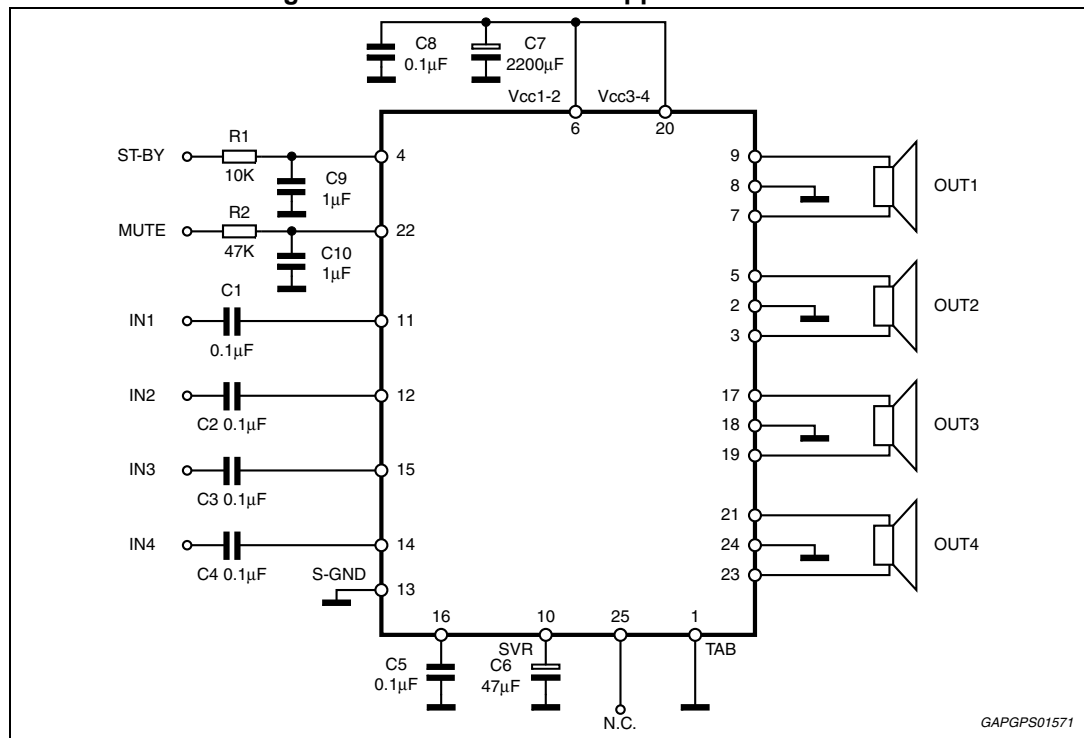 C8
0.1µF
C7
2200µF
Vcc1-2
Vcc3-4
6
20
ST-BY
R1
10K
4
C9
1µF
MUTE
R2
47K
22
C10
1µF
IN1
C1
0.1µF
11
IN2
C2 0.1µF
12
IN3
C3 0.1µF
15
IN4
C4 0.1µF
14
S-GND
13
9
8
7
OUT1
5
2
3
OUT2
17
18
19
OUT3
21
24
23
OUT4
16
10
25
1
SVR
TAB
C5
0.1µF
C6
47µF
N.C.
GAPGPS01571